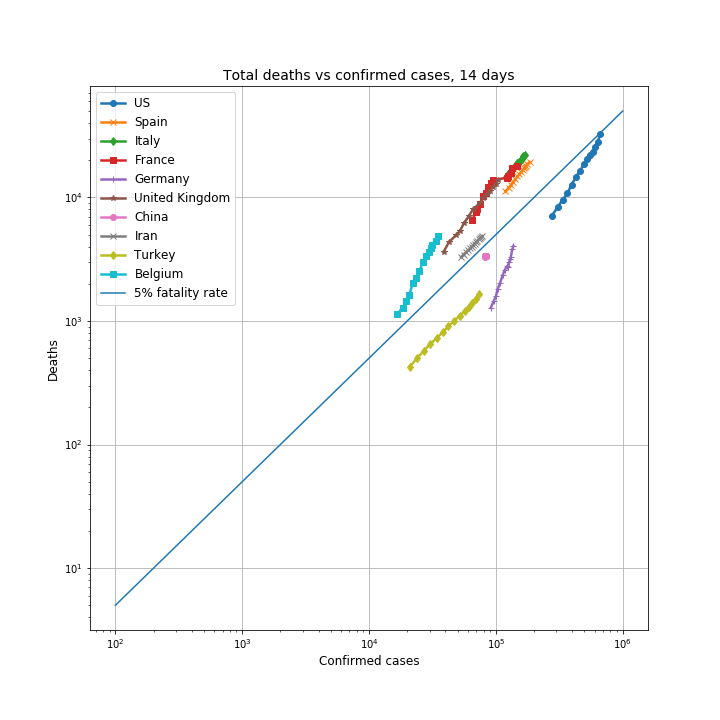 Total deaths vs confirmed cases, 14 days
US
Spain
Italy
France
Germany
United Kingdom
China
Iran
Turkey
Belgium
5% fatality rate
Deaths
10⁴
10³
10²
10¹
10² 10³ 10⁴ 10⁵ 10⁶
Confirmed cases